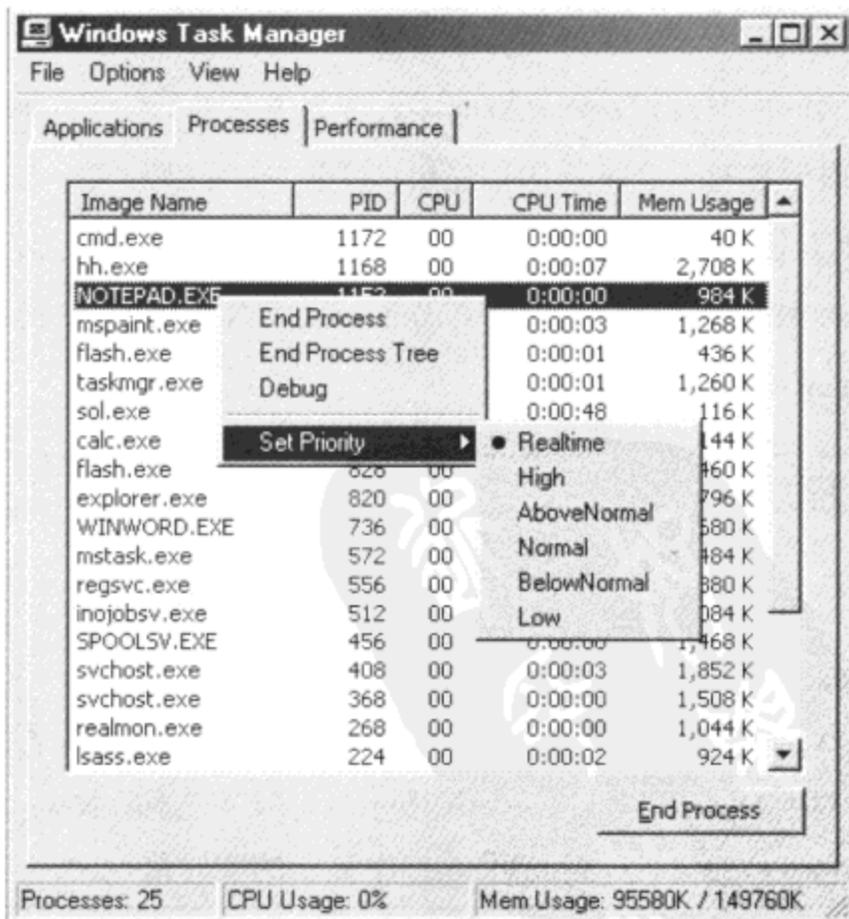 Windows Task Manager
File Options View Help
Applications Processes Performance
Image Name PID CPU CPU Time Mem Usage
cmd.exe 1172 00 0:00:00 40 K
hh.exe 1168 00 0:00:07 2,708 K
NOTEPAD.EXE 0:00:00 984 K
mspaint.exe 0:00:03 1,268 K
flash.exe 0:00:01 436 K
taskmgr.exe 0:00:01 1,260 K
sol.exe 0:00:48 116 K
calc.exe
flash.exe 828 00
explorer.exe 820 00
WINWORD.EXE 736 00
mstask.exe 572 00
regsvc.exe 556 00
inojobsv.exe 512 00
SPOOLSV.EXE 456 00
svchost.exe 408 00 0:00:03 1,852 K
svchost.exe 368 00 0:00:00 1,508 K
realmon.exe 268 00 0:00:00 1,044 K
lsass.exe 224 00 0:00:02 924 K
End Process
End Process Tree
Debug
Set Priority
Realtime
High
AboveNormal
Normal
BelowNormal
Low
End Process
Processes: 25 CPU Usage: 0% Mem Usage: 95580K / 149760K